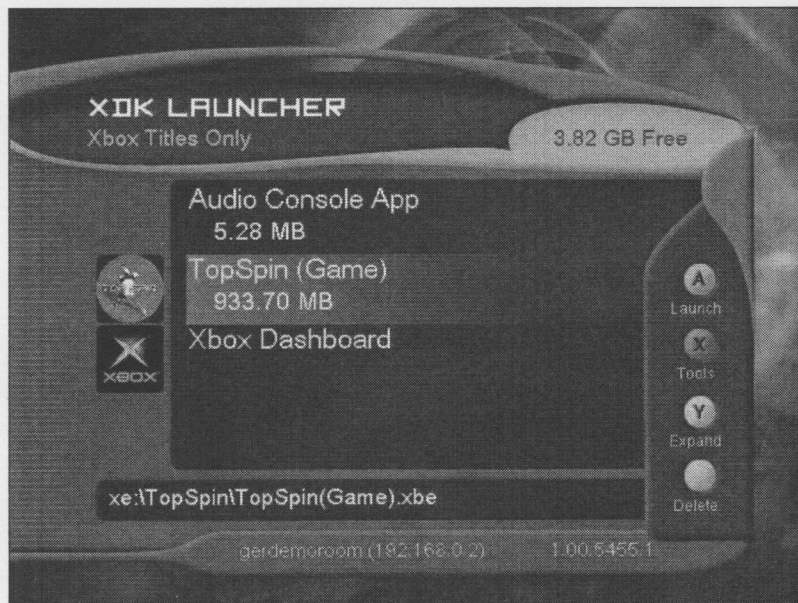 XDK LAUNCHER
Xbox Titles Only
3.82 GB Free
Audio Console App
5.28 MB
TopSpin (Game)
933.70 MB
Xbox Dashboard
XBOX
A
Launch
X
Tools
Y
Expand
Delete
xe:\TopSpin\TopSpin(Game).xbe
gerdemoroom (192.168.0.2)
1.00.5455.1